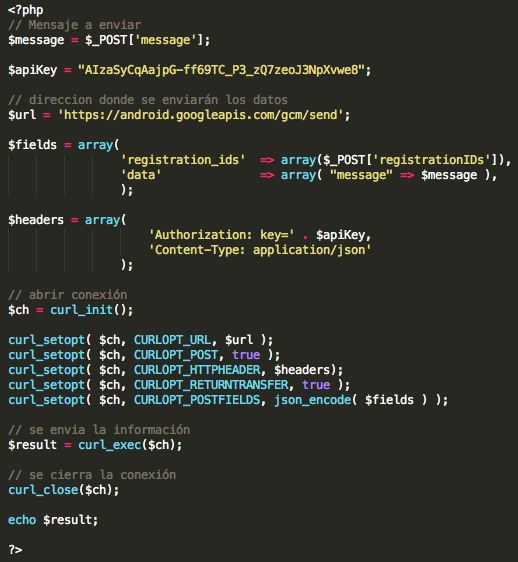 <?php
// Mensaje a enviar
$message = $_POST['message'];
$apiKey = "AIzaSyCqAajpG-ff69TC_P3_zQ7zeoJ3NpXvwe8";
// direccion donde se enviarán los datos
$url = 'https://android.googleapis.com/gcm/send';
$fields = array(
'registration_ids' => array($_POST['registrationIDs']),
'data' => array( "message" => $message ),
);
$headers = array(
'Authorization: key=' . $apiKey,
'Content-Type: application/json'
);
// abrir conexión
$ch = curl_init();
curl_setopt( $ch, CURLOPT_URL, $url );
curl_setopt( $ch, CURLOPT_POST, true );
curl_setopt( $ch, CURLOPT_HTTPHEADER, $headers);
curl_setopt( $ch, CURLOPT_RETURNTRANSFER, true );
curl_setopt( $ch, CURLOPT_POSTFIELDS, json_encode( $fields ) );
// se envia la información
$result = curl_exec($ch);
// se cierra la conexión
curl_close($ch);
echo $result;
?>